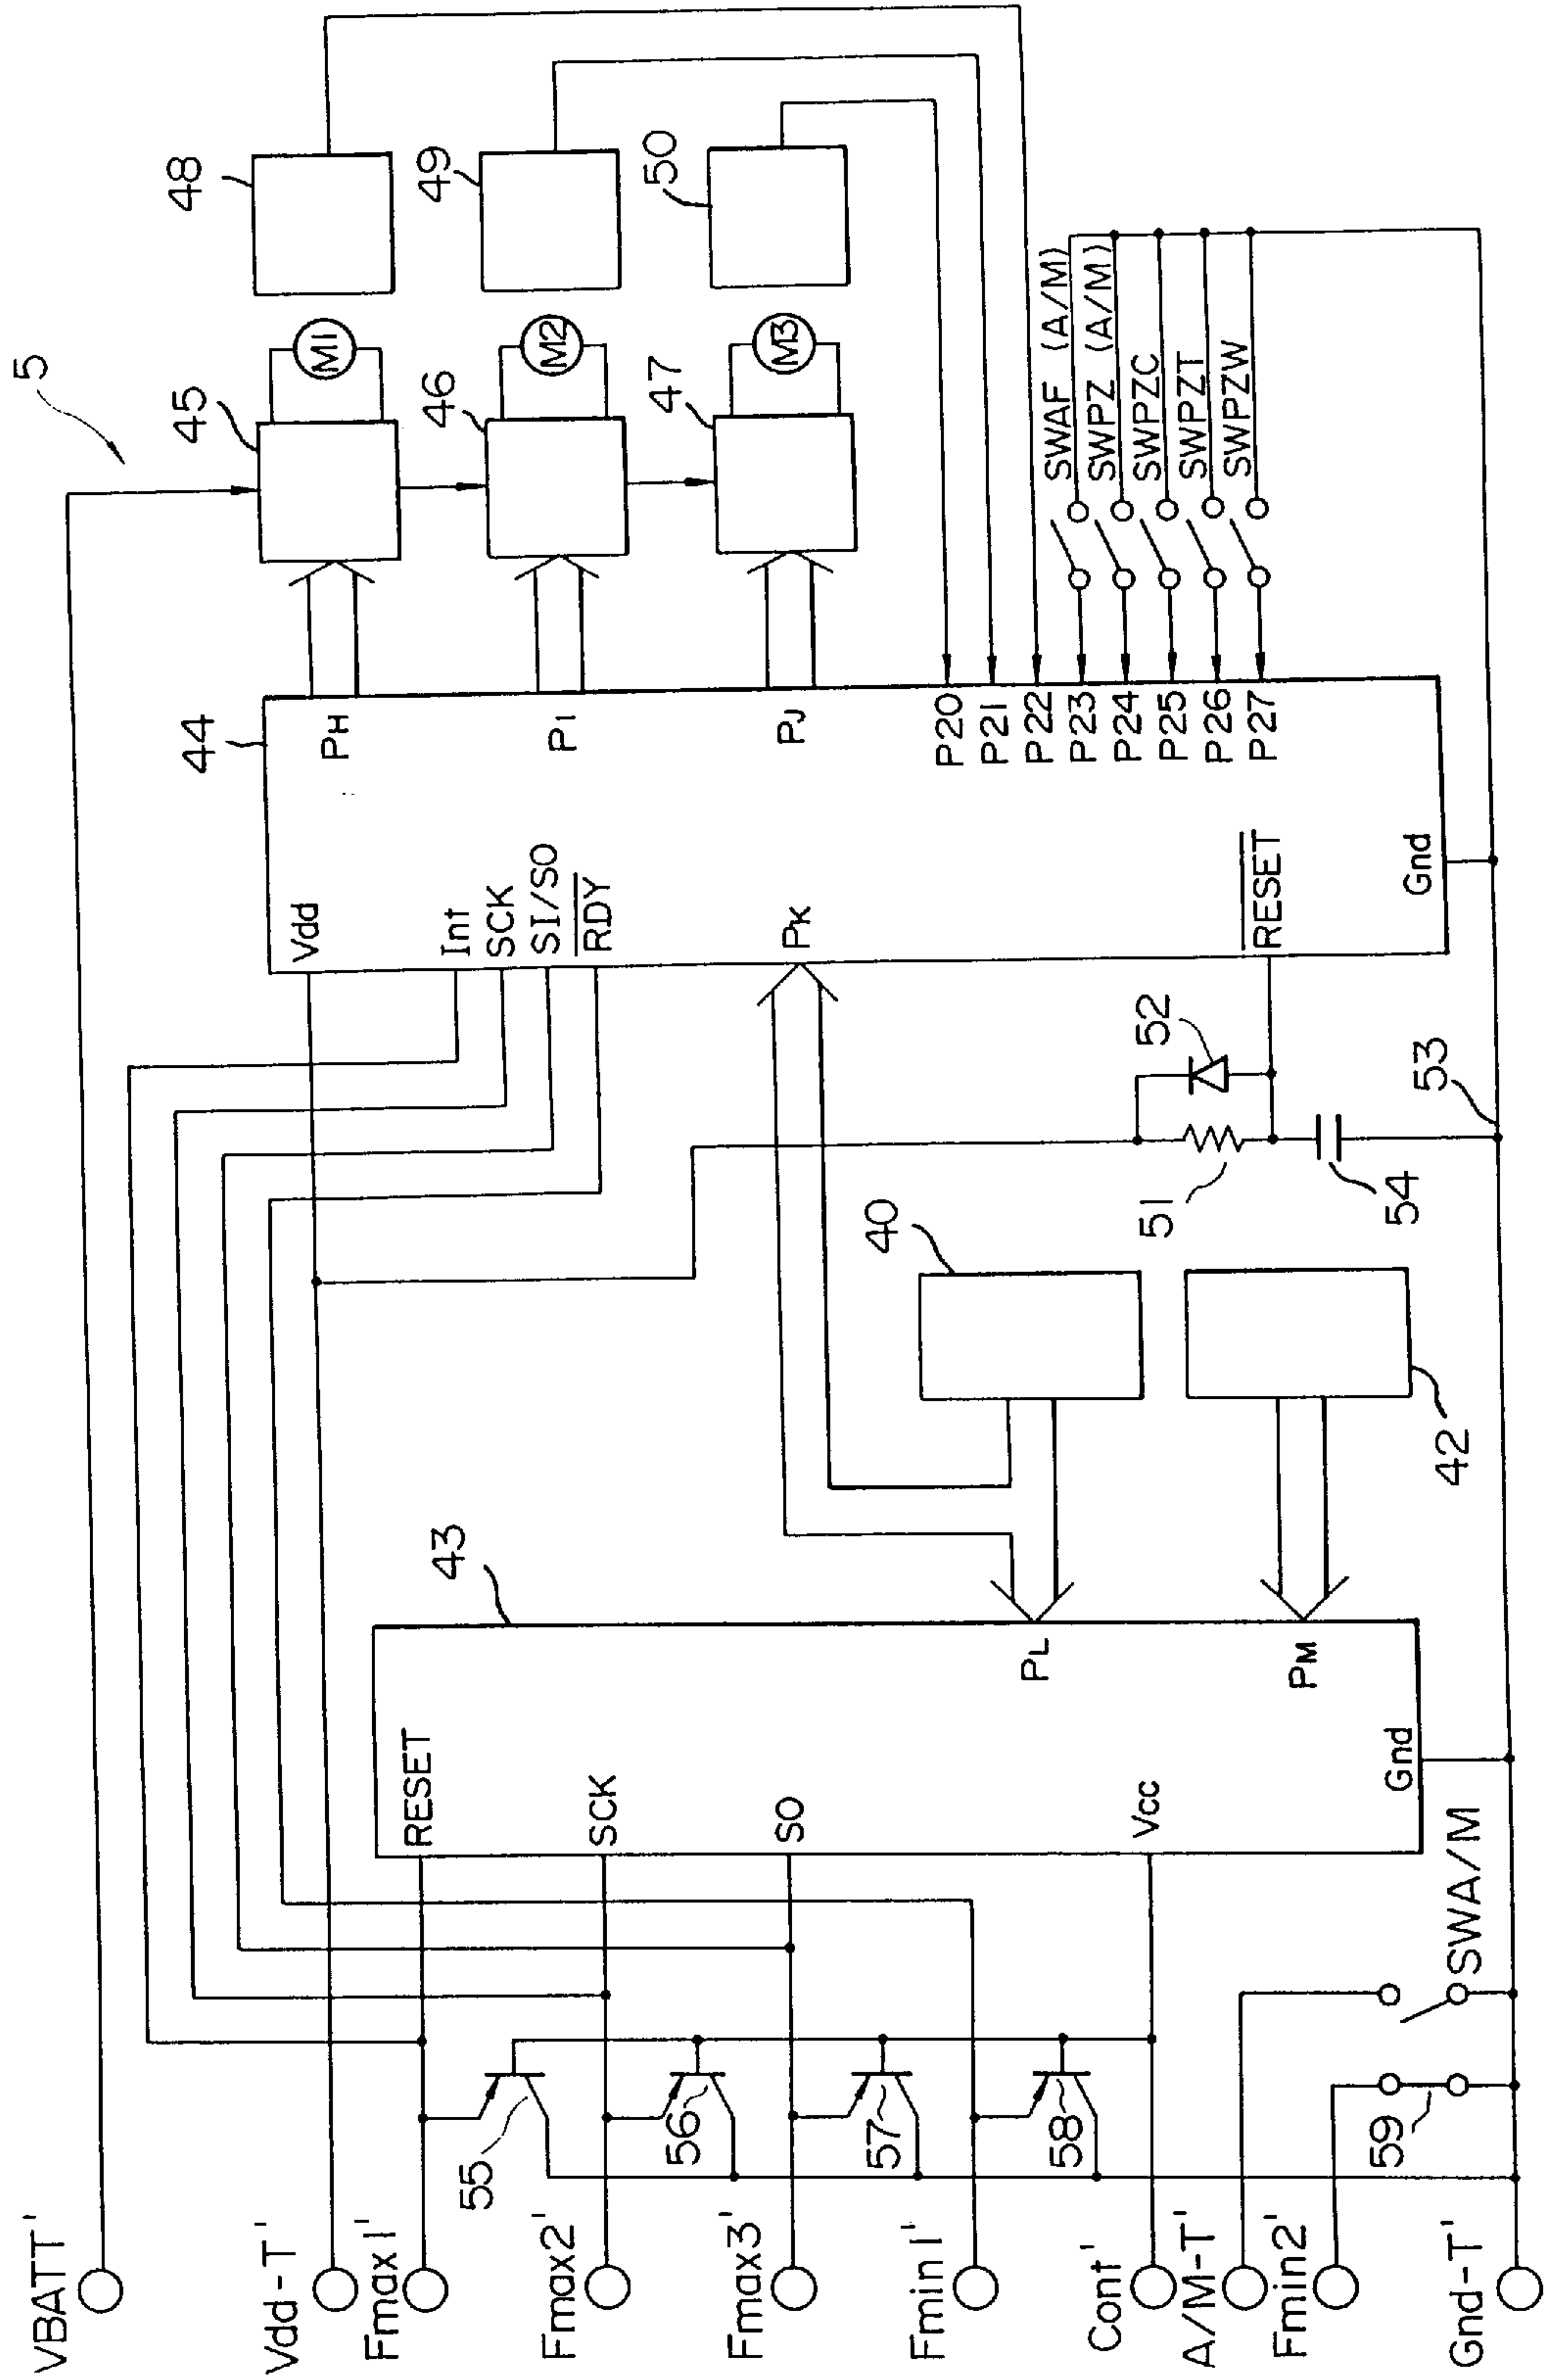 5
VBATT'
Vdd-T'
Fmax1'
Fmax2'
Fmax3'
Fmin1'
Cont'
A/M-T'
Fmin2'
Gnd-T'
55
56
57
58
59
SWA/M
43
RESET
SCK
SO
Vcc
Gnd
PL
PM
40
42
51
52
53
54
44
Vdd
Int
SCK
SI/SO
RDY
PK
RESET
Gnd
PH
PI
PJ
P20
P21
P22
P23
P24
P25
P26
P27
45
46
47
M1
M2
M3
48
49
50
SWAF (A/M)
SWPZ (A/M)
SWPZC
SWPZT
SWPZW